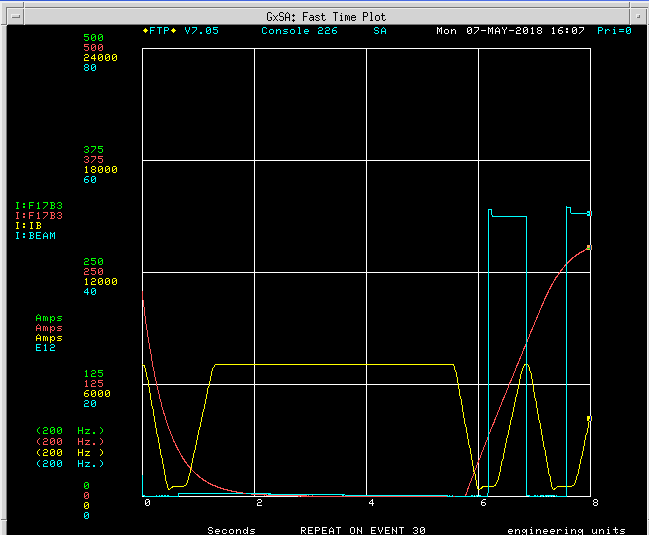 GxSA: Fast Time Plot
◆FTP◆ V7.05 Console 226 SA Mon 07-MAY-2018 16:07 Pri=0
500
500
24000
80
375
375
18000
60
I:F17B3
I:F17B3
I:IB
I:BEAM
250
250
12000
40
Amps
Amps
Amps
E12
125
125
6000
20
(200 Hz.)
(200 Hz.)
(200 Hz.)
(200 Hz.)
0
0
0
0
0 2 4 6 8
Seconds REPEAT ON EVENT 30 engineering units